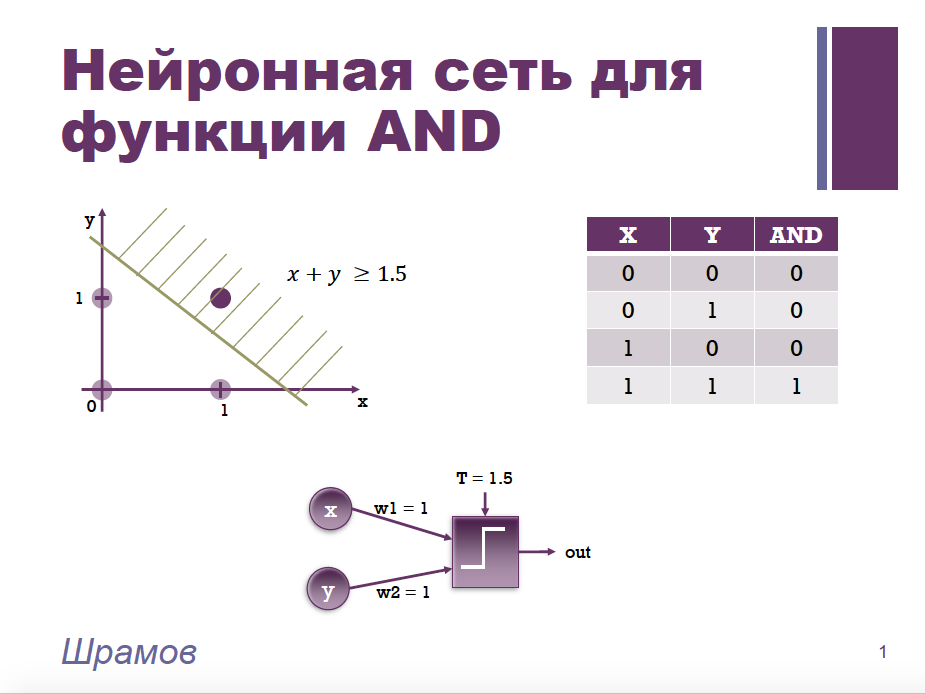 Нейронная сеть для
функции AND
y
x + y ≥ 1.5
1
0
1
x
X Y AND
0 0 0
0 1 0
1 0 0
1 1 1
T = 1.5
x
w1 = 1
out
y
w2 = 1
Шрамов
1